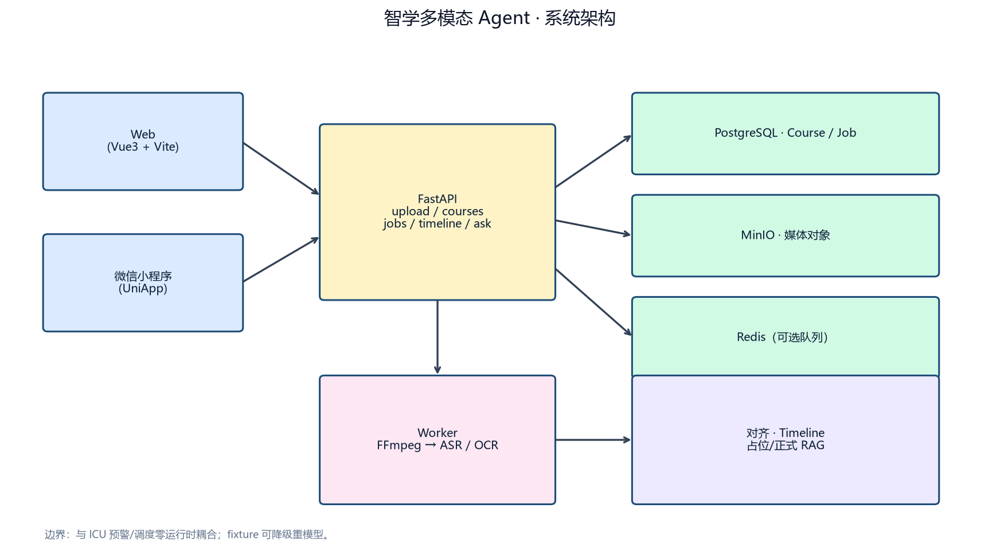 智学多模态 Agent · 系统架构
Web
(Vue3 + Vite)
微信小程序
(UniApp)
FastAPI
upload / courses
jobs / timeline / ask
PostgreSQL · Course / Job
MinIO · 媒体对象
Redis（可选队列）
Worker
FFmpeg → ASR / OCR
对齐 · Timeline
占位/正式 RAG
边界：与 ICU 预警/调度零运行时耦合；fixture 可降级重模型。